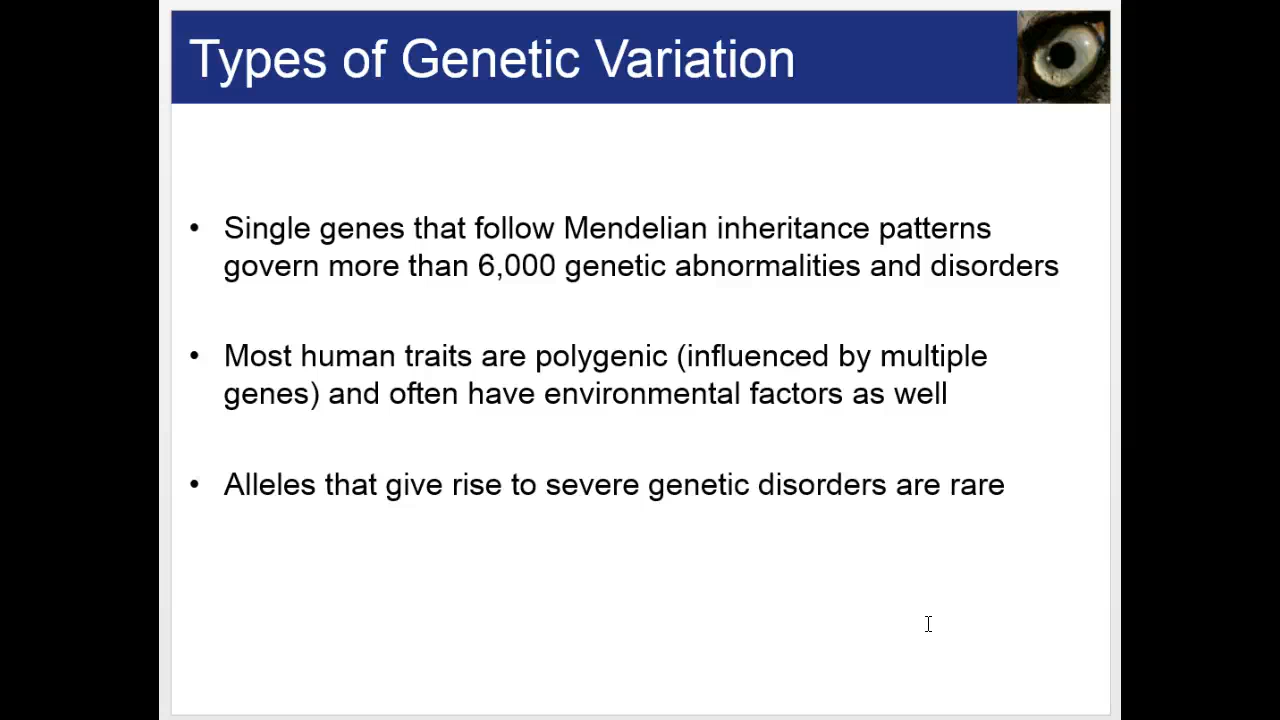 Types of Genetic Variation
• Single genes that follow Mendelian inheritance patterns
govern more than 6,000 genetic abnormalities and disorders
• Most human traits are polygenic (influenced by multiple
genes) and often have environmental factors as well
• Alleles that give rise to severe genetic disorders are rare